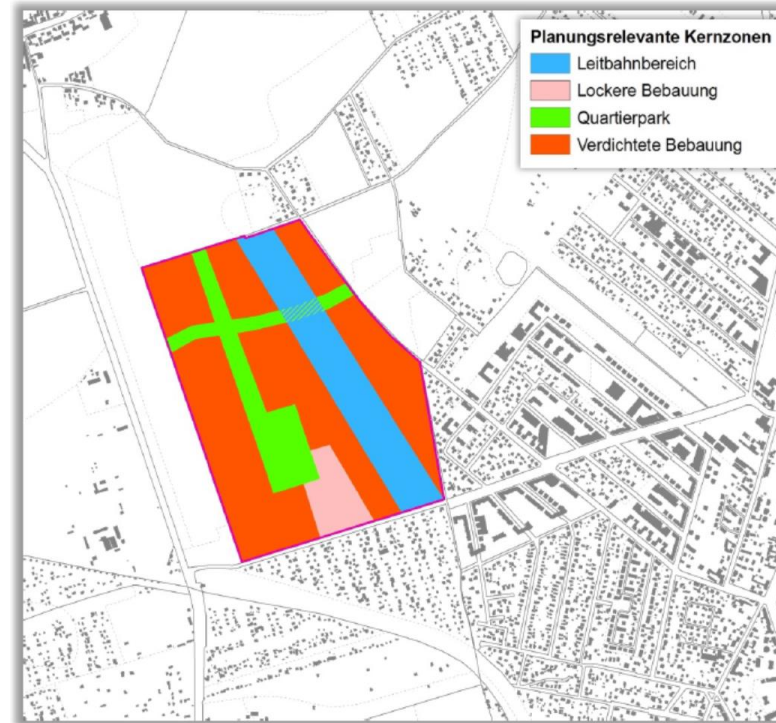 Planungsrelevante Kernzonen
Leitbahnbereich
Lockere Bebauung
Quartierpark
Verdichtete Bebauung